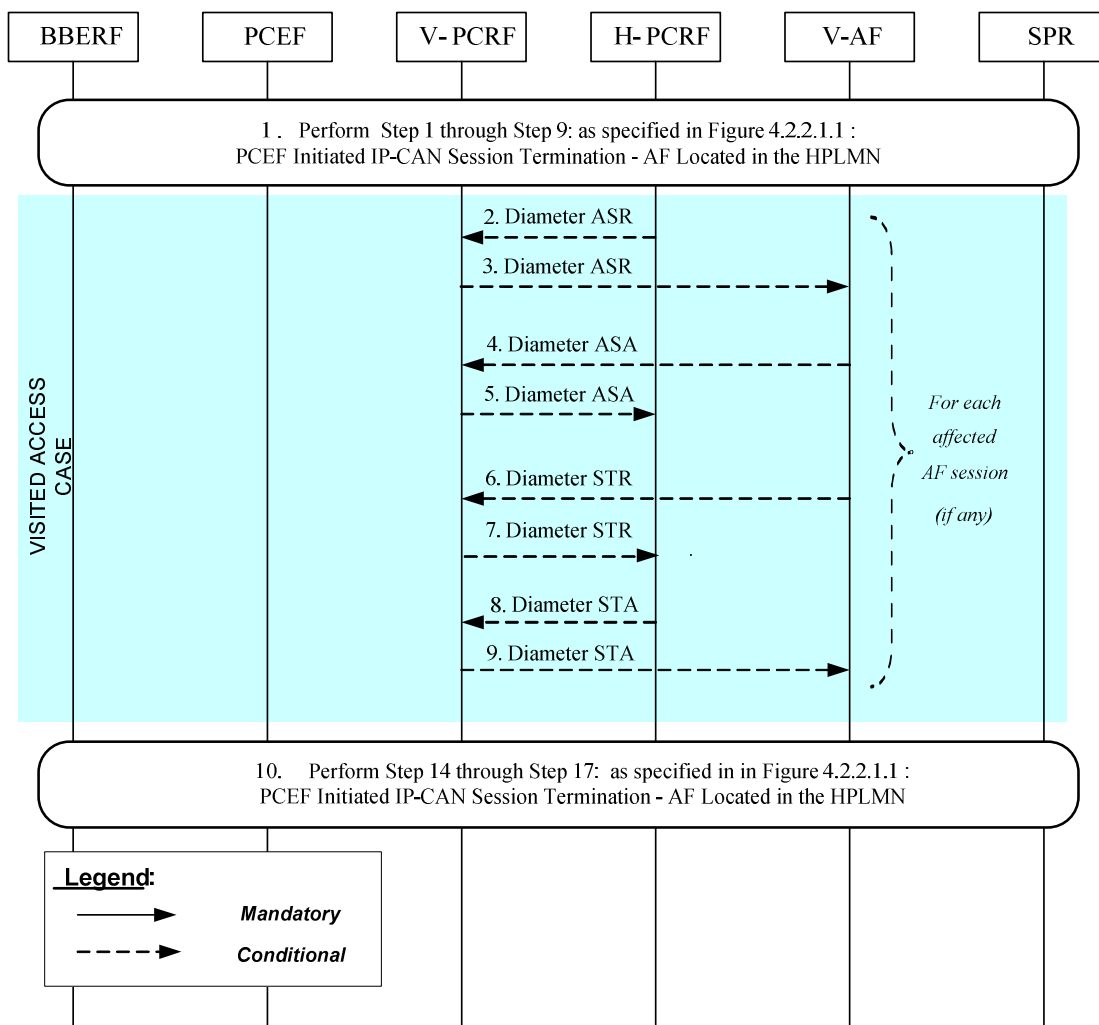 BBERF
PCEF
V- PCRF
H- PCRF
V-AF
SPR
1 . Perform Step 1 through Step 9: as specified in Figure 4.2.2.1.1 :
PCEF Initiated IP-CAN Session Termination - AF Located in the HPLMN
VISITED ACCESS
CASE
2. Diameter ASR
3. Diameter ASR
4. Diameter ASA
5. Diameter ASA
6. Diameter STR
7. Diameter STR
8. Diameter STA
9. Diameter STA
For each
affected
AF session
(if any)
10. Perform Step 14 through Step 17: as specified in in Figure 4.2.2.1.1 :
PCEF Initiated IP-CAN Session Termination - AF Located in the HPLMN
Legend:
Mandatory
Conditional